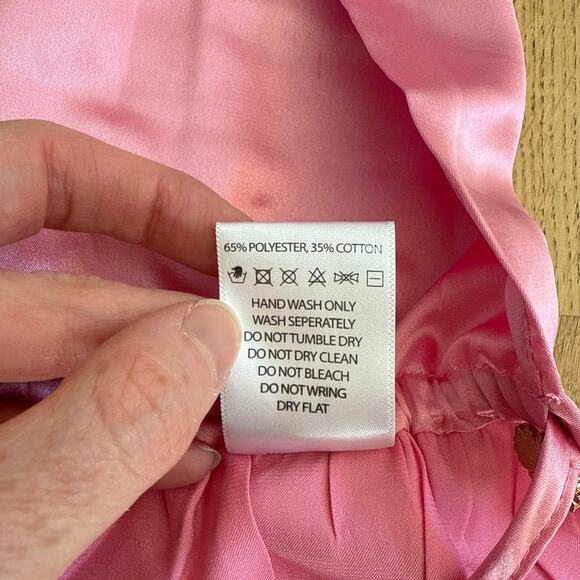 65% POLYESTER, 35% COTTON
HAND WASH ONLY
WASH SEPERATELY
DO NOT TUMBLE DRY
DO NOT DRY CLEAN
DO NOT BLEACH
DO NOT WRING
DRY FLAT